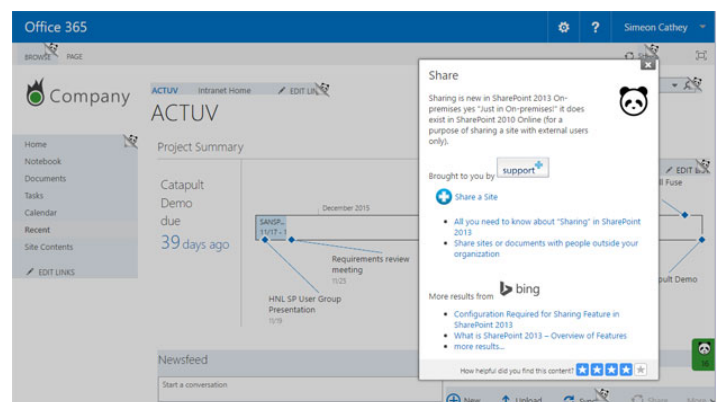 Office 365
Simeon Cathey
BROWSE PAGE
Company
ACTUV Intranet Home EDIT
ACTUV
Home
Notebook
Documents
Tasks
Calendar
Recent
Site Contents
EDIT LINKS
Project Summary
Catapult
Demo
due
39 days ago
December 2015
SANSP...
11/17 - 1
Requirements review
meeting
11/25
HNL SP User Group
Presentation
11/19
Newsfeed
Start a conversation
Share
Sharing is new in SharePoint 2013 On-
premises yes "Just in On-premises!" it does
exist in SharePoint 2010 Online (for a
purpose of sharing a site with external users
only).
Brought to you by support+
Share a Site
All you need to know about "Sharing" in SharePoint
2013
Share sites or documents with people outside your
organization
More results from bing
Configuration Required for Sharing Feature in
SharePoint 2013
What is SharePoint 2013 – Overview of Features
more results...
How helpful did you find this content?
EDIT
Fuse
Demo
New Upload Share More